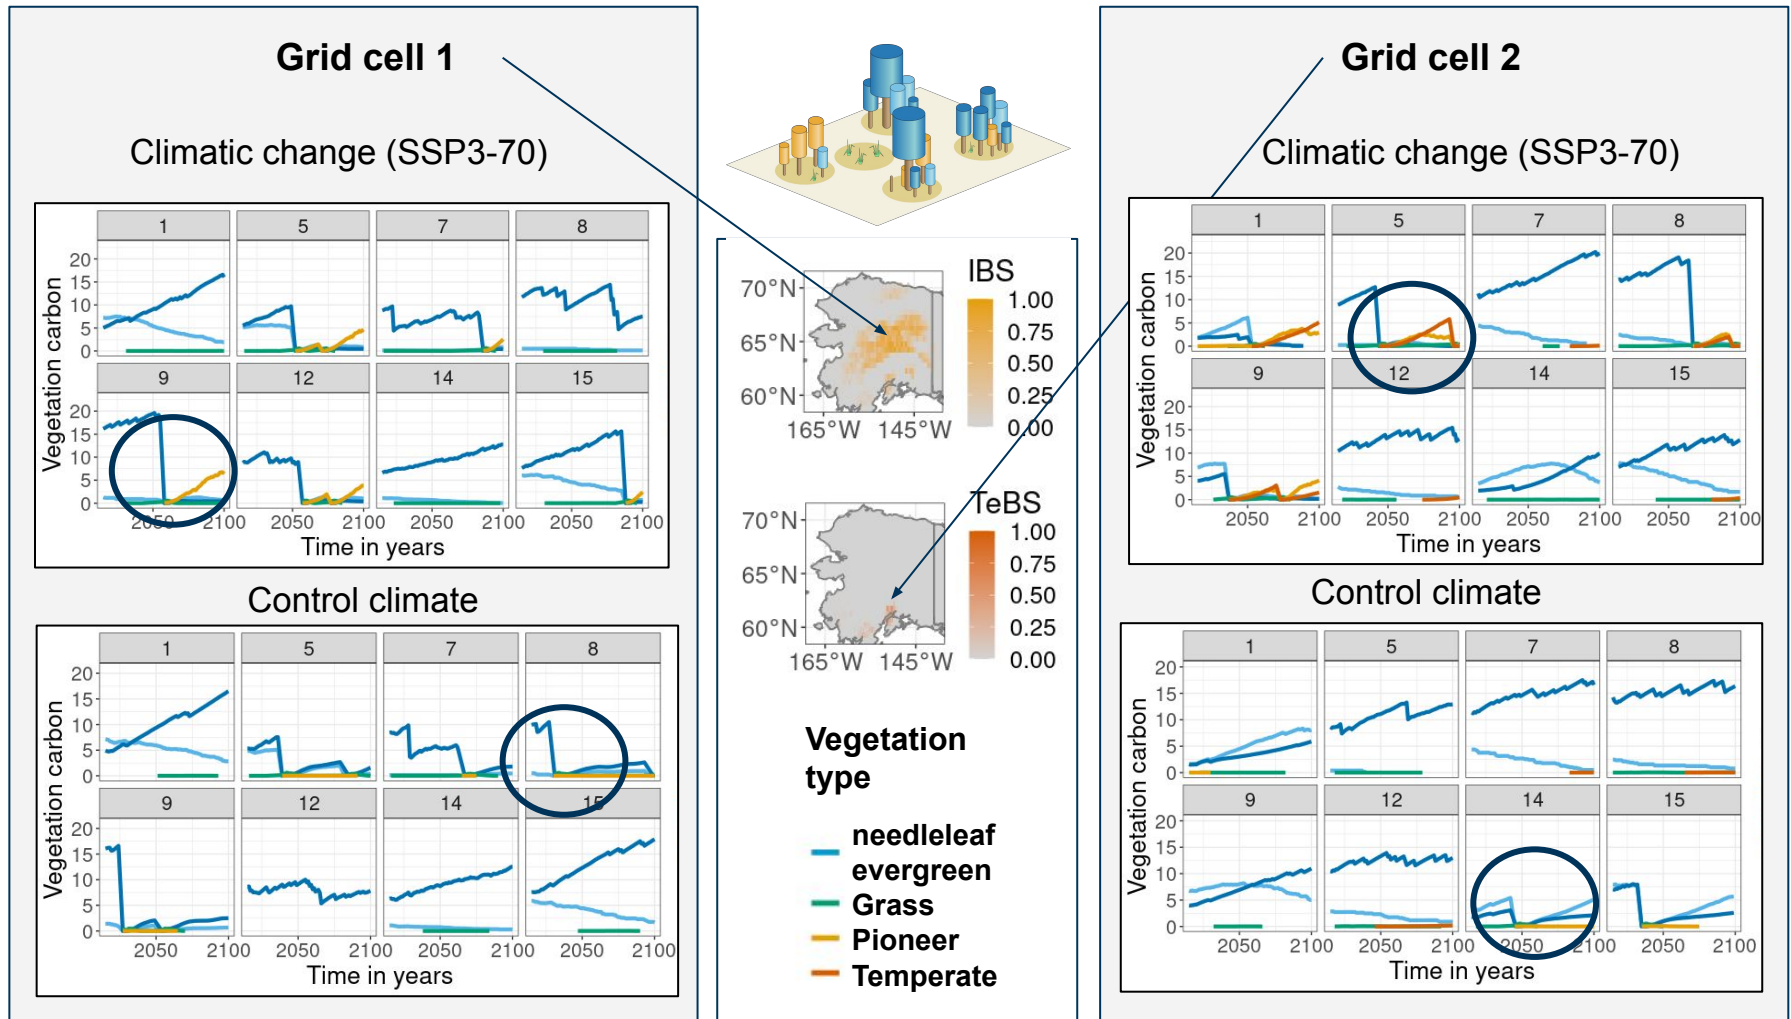 Grid cell 1
Climatic change (SSP3-70)
1 5 7 8
20
15
10
5
0
9 12 14 15
20
15
10
5
0
2050 2100 2050 2100 2050 2100 2050 2100
Vegetation carbon
Time in years
Control climate
1 5 7 8
20
15
10
5
0
9 12 14 15
20
15
10
5
0
2050 2100 2050 2100 2050 2100 2050 2100
Vegetation carbon
Time in years
IBS
70°N
65°N
60°N
165°W 145°W
1.00
0.75
0.50
0.25
0.00
TeBS
70°N
65°N
60°N
165°W 145°W
1.00
0.75
0.50
0.25
0.00
Vegetation
type
needleleaf
evergreen
Grass
Pioneer
Temperate
Grid cell 2
Climatic change (SSP3-70)
1 5 7 8
20
15
10
5
0
9 12 14 15
20
15
10
5
0
2050 2100 2050 2100 2050 2100 2050 2100
Vegetation carbon
Time in years
Control climate
1 5 7 8
20
15
10
5
0
9 12 14 15
20
15
10
5
0
2050 2100 2050 2100 2050 2100 2050 2100
Vegetation carbon
Time in years